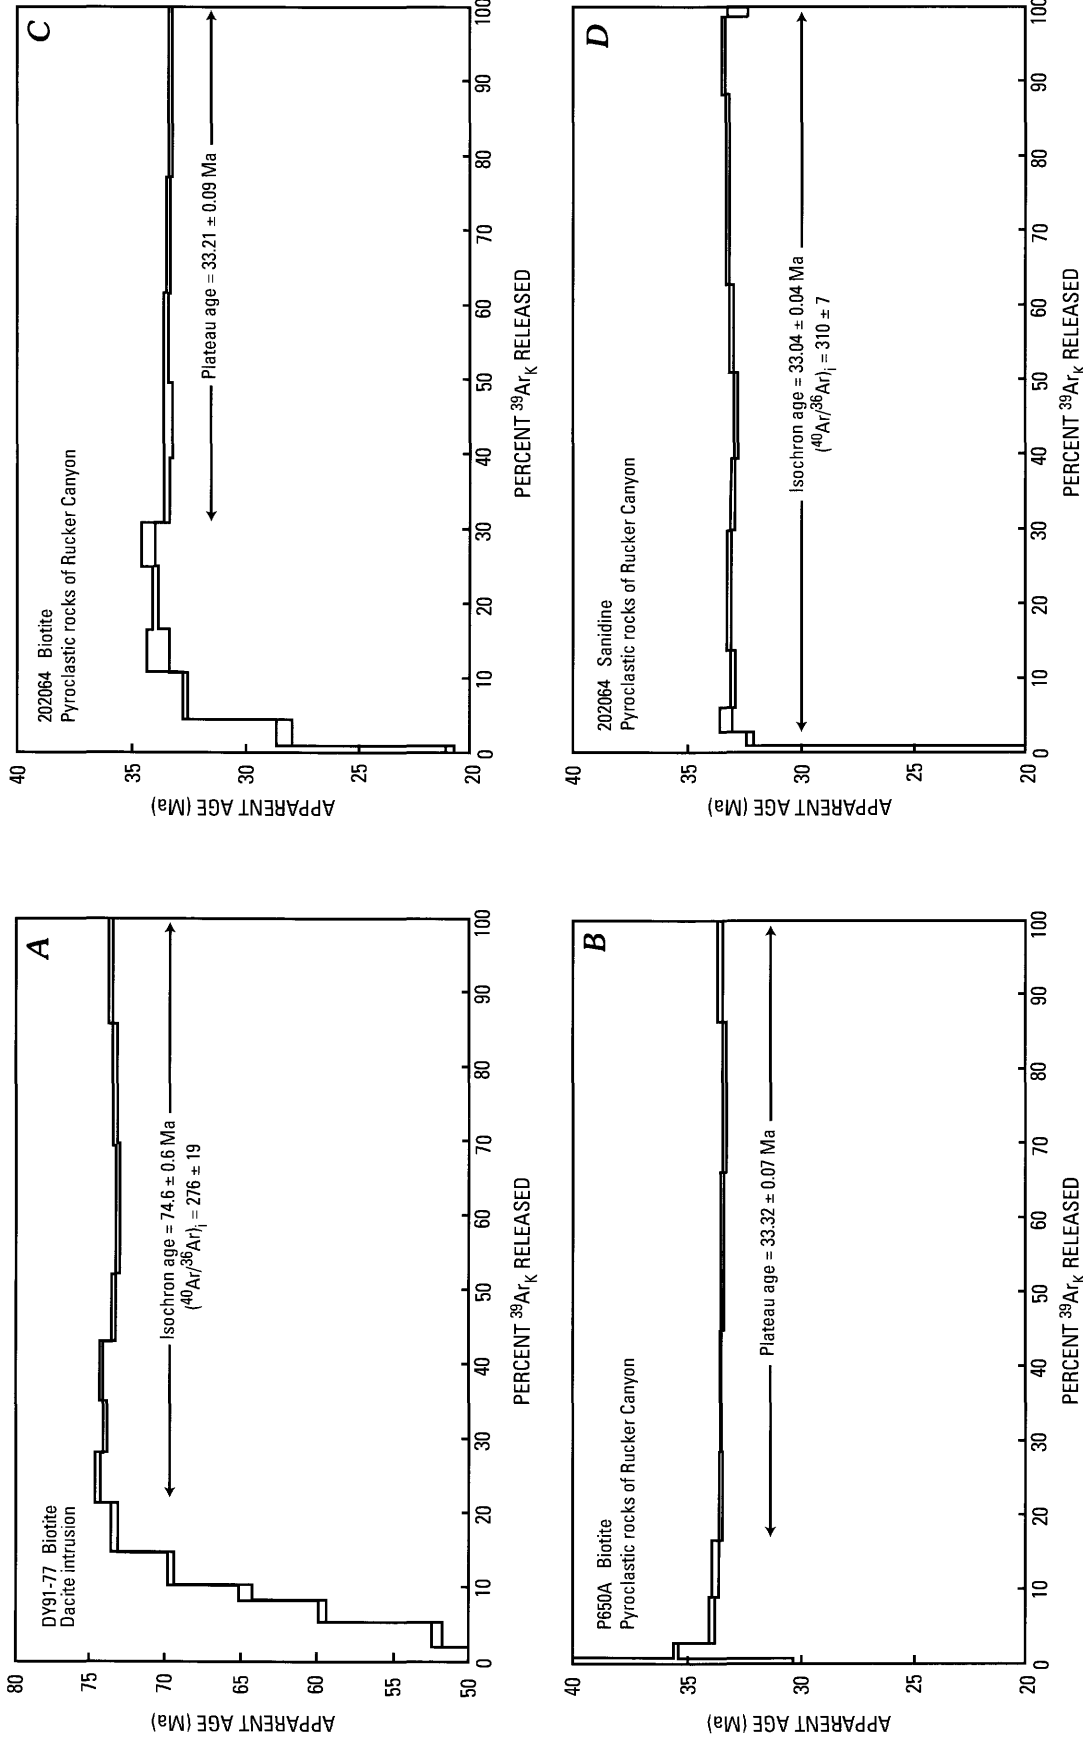 A
DY91-77 Biotite
Dacite intrusion
Isochron age = 74.6 ± 0.6 Ma
(40Ar/36Ar)i = 276 ± 19
80
75
70
65
60
55
50
APPARENT AGE (Ma)
0 10 20 30 40 50 60 70 80 90 100
PERCENT 39ArK RELEASED
C
202064 Biotite
Pyroclastic rocks of Rucker Canyon
Plateau age = 33.21 ± 0.09 Ma
40
35
30
25
20
APPARENT AGE (Ma)
0 10 20 30 40 50 60 70 80 90 100
PERCENT 39ArK RELEASED
B
P650A Biotite
Pyroclastic rocks of Rucker Canyon
Plateau age = 33.32 ± 0.07 Ma
40
35
30
25
20
APPARENT AGE (Ma)
0 10 20 30 40 50 60 70 80 90 100
PERCENT 39ArK RELEASED
D
202064 Sanidine
Pyroclastic rocks of Rucker Canyon
Isochron age = 33.04 ± 0.04 Ma
(40Ar/36Ar)i = 310 ± 7
40
35
30
25
20
APPARENT AGE (Ma)
0 10 20 30 40 50 60 70 80 90 100
PERCENT 39ArK RELEASED